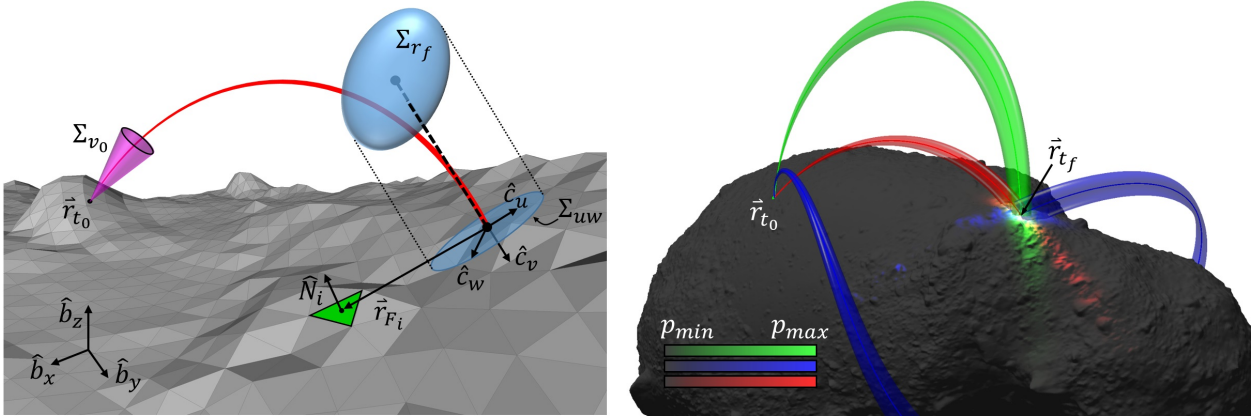 Σ_{r_f}
Σ_{v_0}
r⃗_{t_0}
ĉ_u
Σ_{uw}
ĉ_w
ĉ_v
N̂_i
r⃗_{F_i}
b̂_z
b̂_x
b̂_y
r⃗_{t_f}
r⃗_{t_0}
p_{min} p_{max}